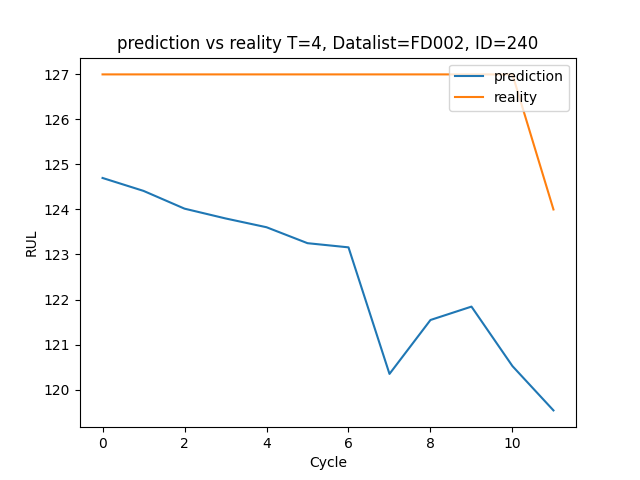 prediction vs reality T=4, Datalist=FD002, ID=240
127
126
125
124
123
122
121
120
RUL
prediction
reality
0 2 4 6 8 10
Cycle